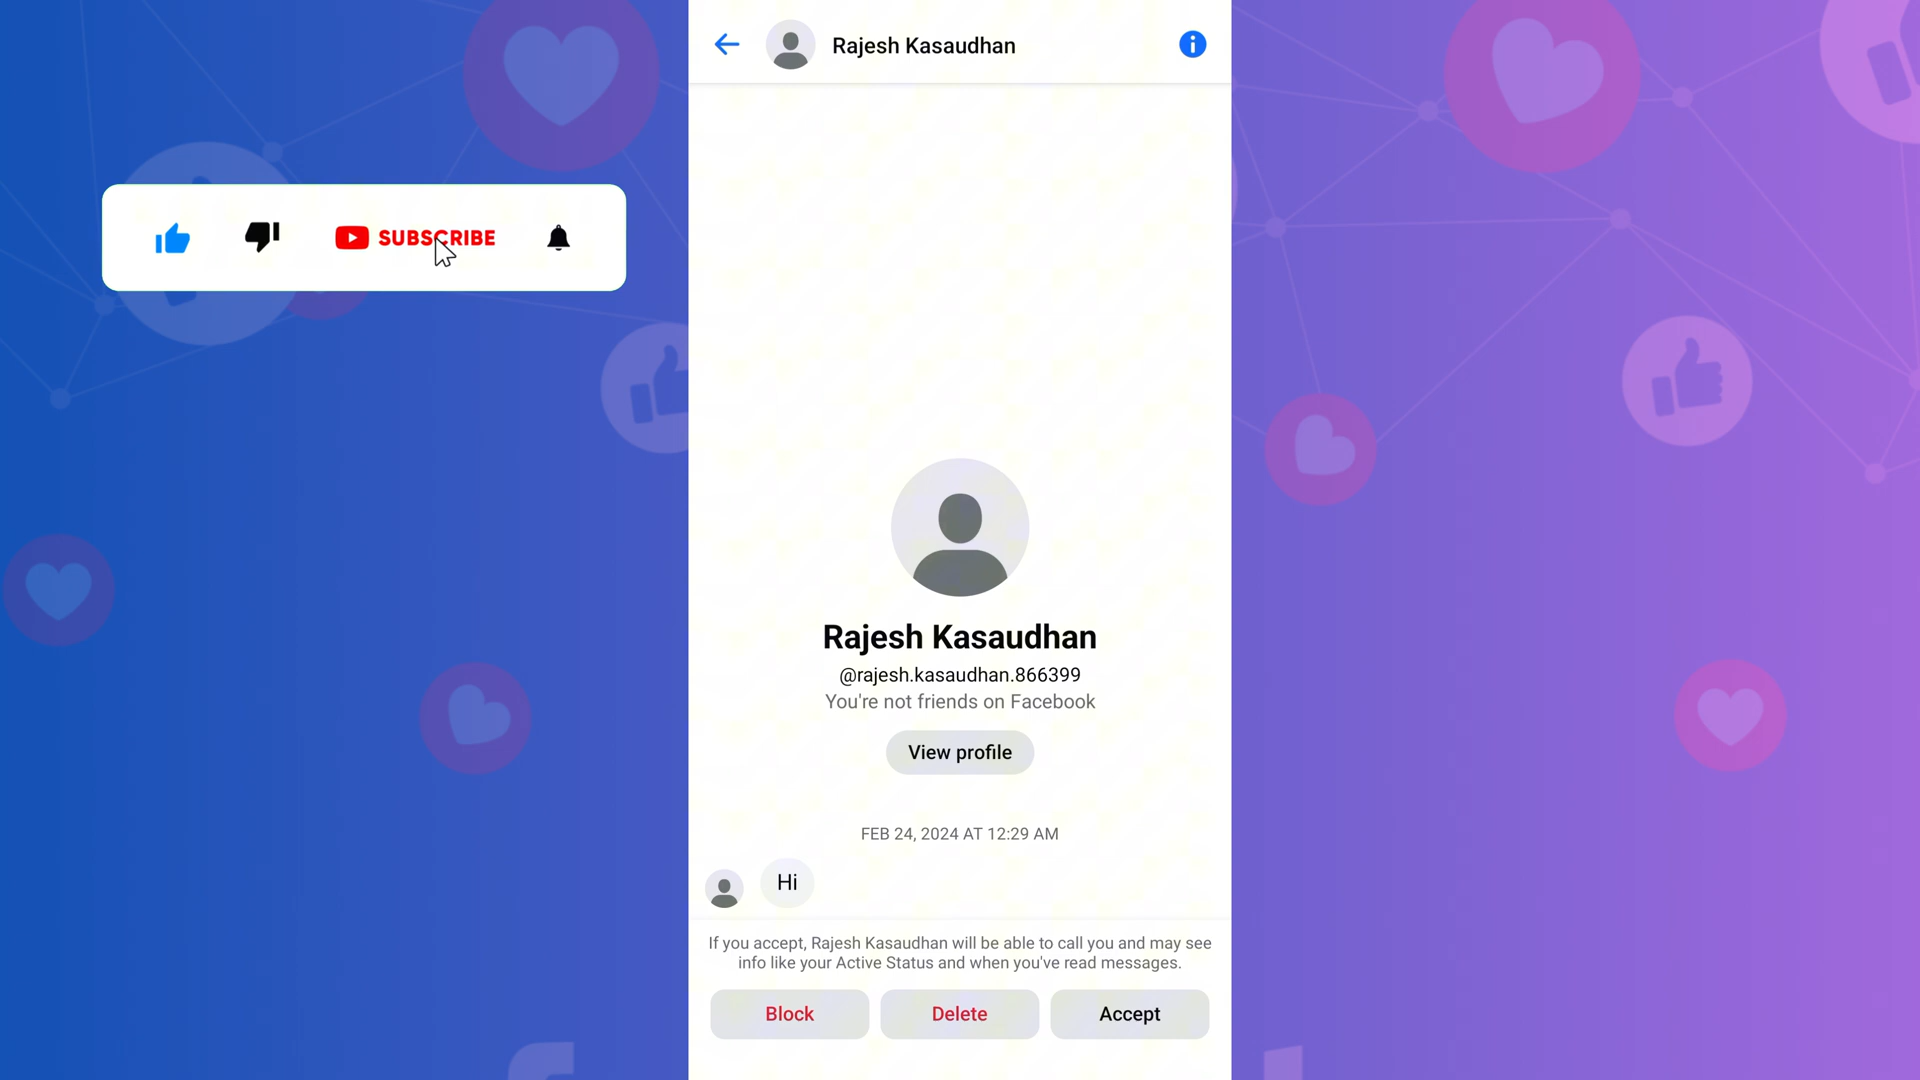 Rajesh Kasaudhan
SUBSCRIBE
Rajesh Kasaudhan
@rajesh.kasaudhan.866399
You're not friends on Facebook
View profile
FEB 24, 2024 AT 12:29 AM
Hi
If you accept, Rajesh Kasaudhan will be able to call you and may see
info like your Active Status and when you've read messages.
Block
Delete
Accept